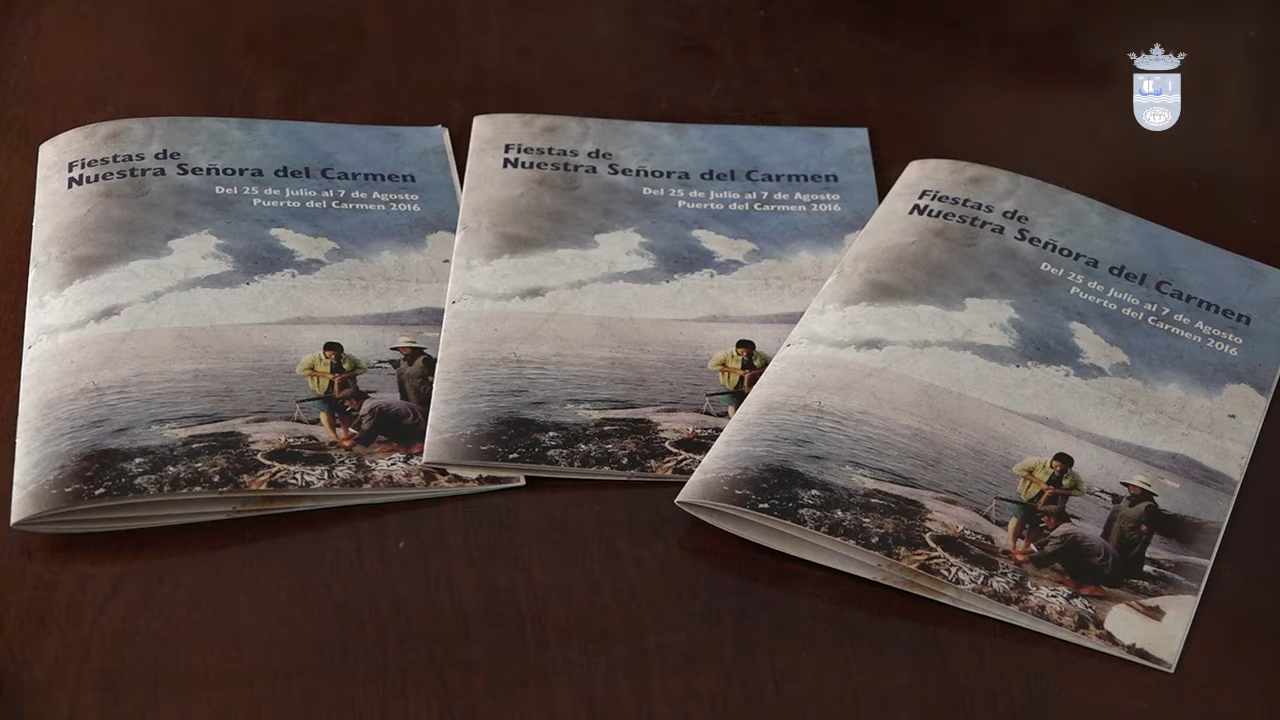 Fiestas de
Nuestra Señora del Carmen
Del 25 de Julio al 7 de Agosto
Puerto del Carmen 2016
Fiestas de
Nuestra Señora del Carmen
Del 25 de Julio al 7 de Agosto
Puerto del Carmen 2016
Fiestas de
Nuestra Señora del Carmen
Del 25 de Julio al 7 de Agosto
Puerto del Carmen 2016